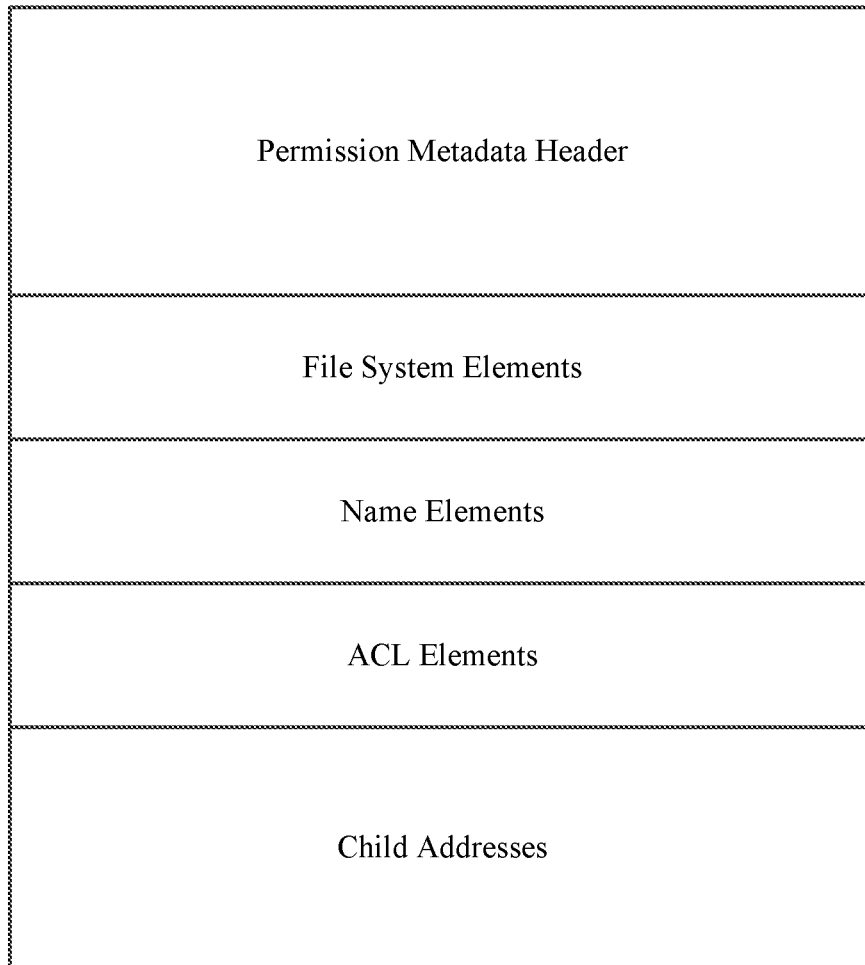 Permission Metadata Header
File System Elements
Name Elements
ACL Elements
Child Addresses